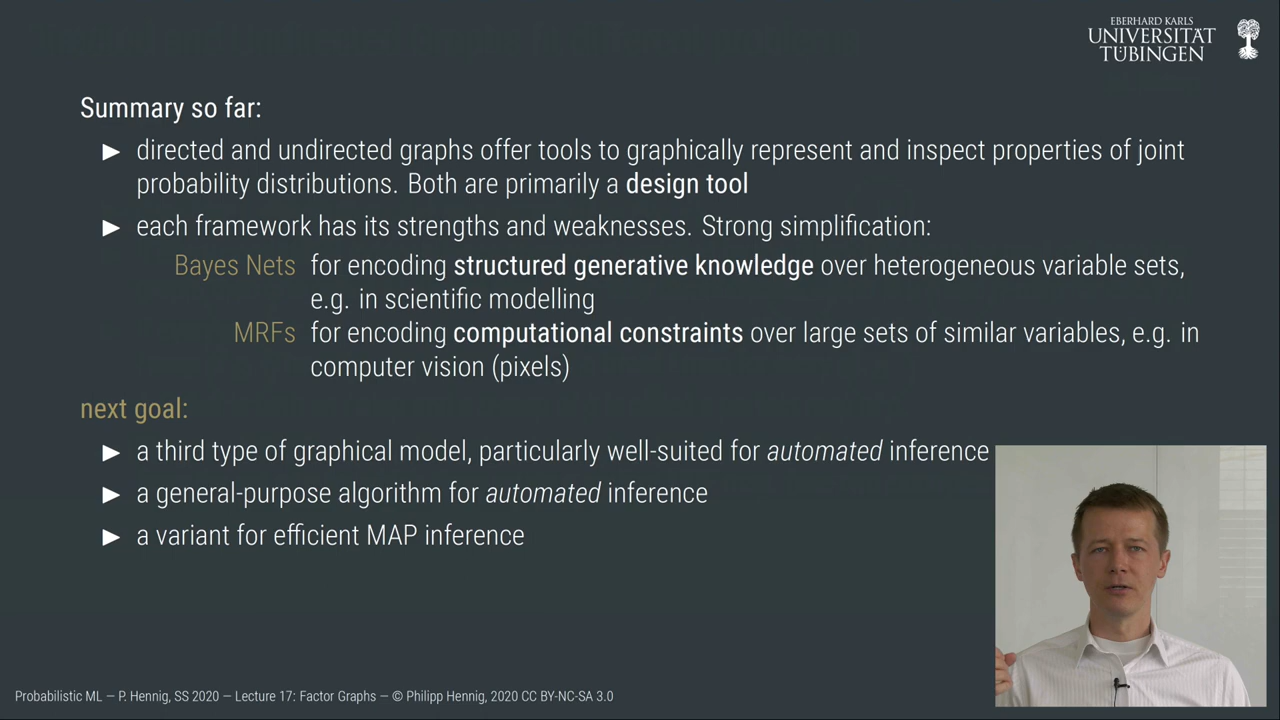 EBERHARD KARLS
UNIVERSITÄT
TÜBINGEN
Summary so far:
▶ directed and undirected graphs offer tools to graphically represent and inspect properties of joint
probability distributions. Both are primarily a design tool
▶ each framework has its strengths and weaknesses. Strong simplification:
Bayes Nets for encoding structured generative knowledge over heterogeneous variable sets,
e.g. in scientific modelling
MRFs for encoding computational constraints over large sets of similar variables, e.g. in
computer vision (pixels)
next goal:
▶ a third type of graphical model, particularly well-suited for automated inference
▶ a general-purpose algorithm for automated inference
▶ a variant for efficient MAP inference
Probabilistic ML — P. Hennig, SS 2020 — Lecture 17: Factor Graphs — © Philipp Hennig, 2020 CC BY-NC-SA 3.0